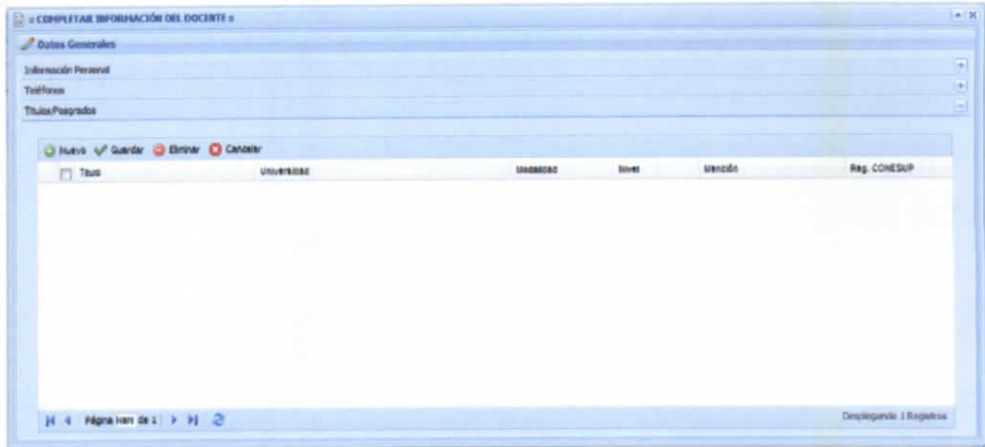 :: COMPLETAR INFORMACIÓN DEL DOCENTE ::
Datos Generales
Información Personal
Teléfonos
Títulos/Posgrados
Nuevo Guardar Eliminar Cancelar
Título Universidad Modalidad Nivel Mención Reg. CONESUP
Página NaN de 1
Desplegando 1 Registros